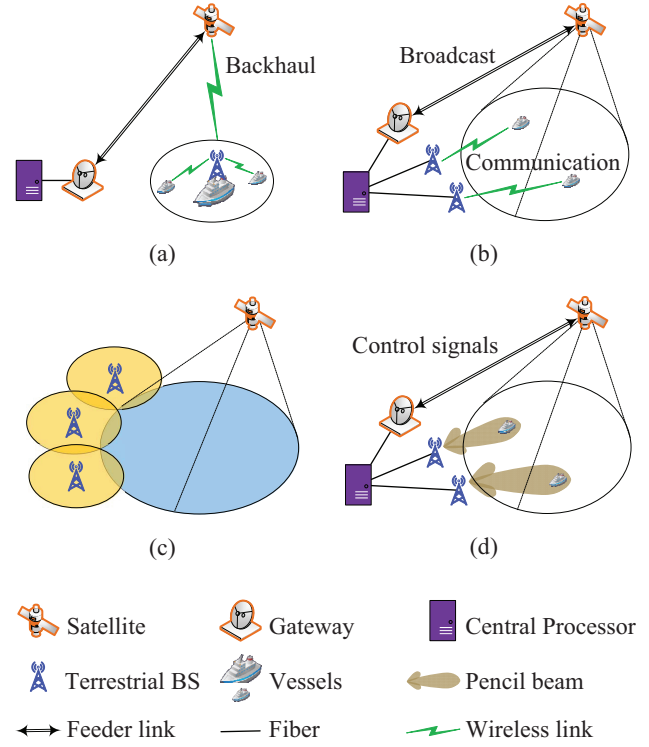 Backhaul
Broadcast
Communication
(a)
(b)
Control signals
(c)
(d)
Satellite
Gateway
Central Processor
Terrestrial BS
Vessels
Pencil beam
Feeder link
Fiber
Wireless link